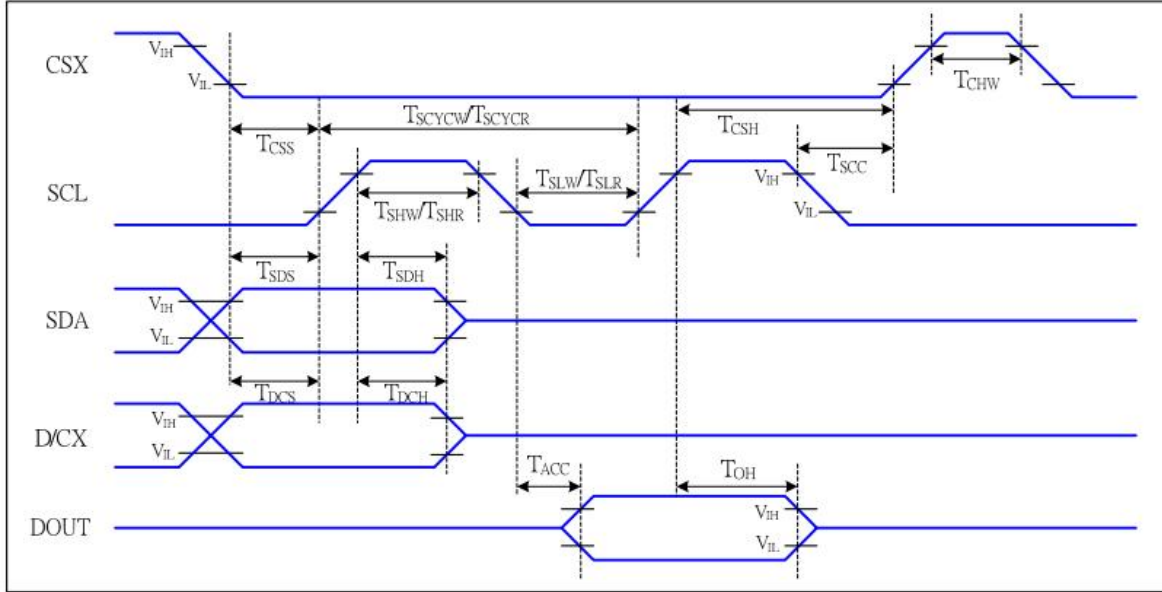 CSX
VIH
VIL
TCHW
TSCYCW/TSCYCR
TCSH
TCSS
TSCC
SCL
TSLW/TSLR
VIH
TSHW/TSHR
VIL
TSDS
TSDH
SDA
VIH
VIL
TDCS
TDCH
D/CX
VIH
VIL
TACC
TOH
DOUT
VIH
VIL